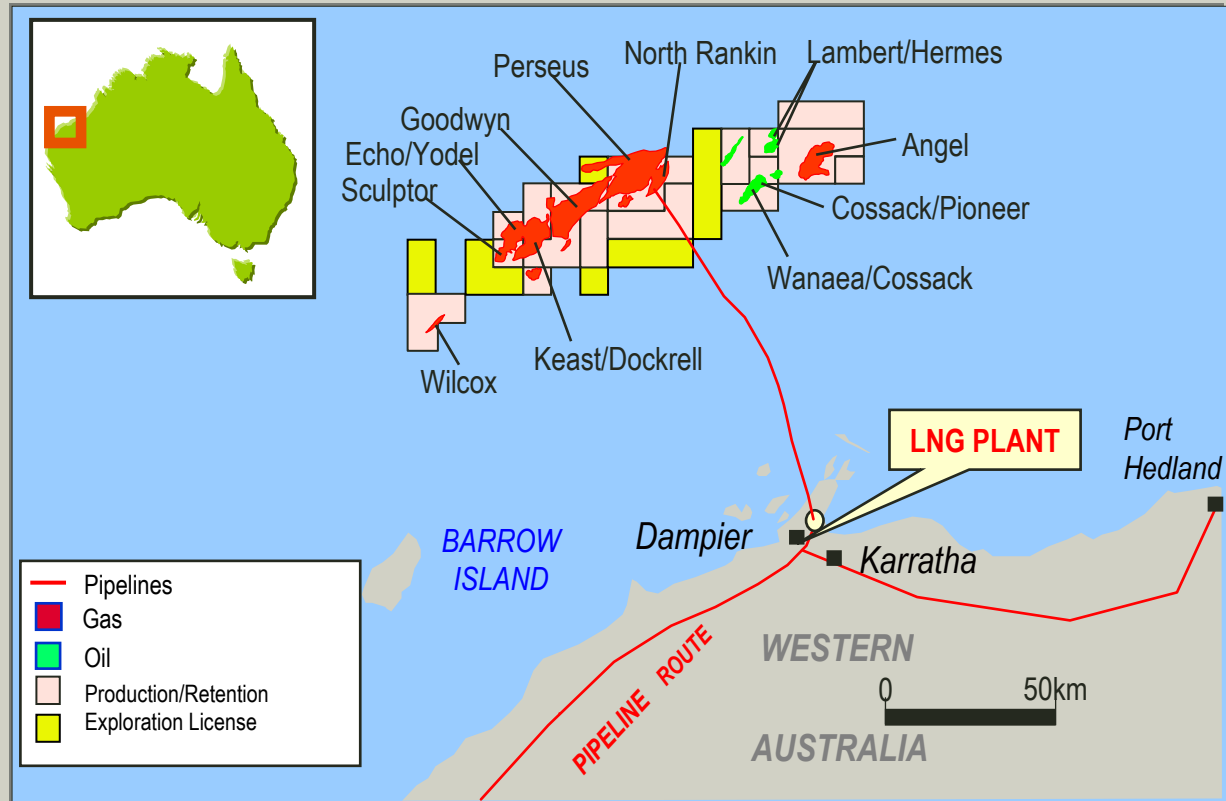 Perseus
North Rankin
Lambert/Hermes
Goodwyn
Echo/Yodel
Sculptor
Angel
Cossack/Pioneer
Wanaea/Cossack
Keast/Dockrell
Wilcox
LNG PLANT
Port
Hedland
BARROW
ISLAND
Dampier
Karratha
Pipelines
Gas
Oil
Production/Retention
Exploration License
PIPELINE ROUTE
WESTERN
AUSTRALIA
0 50km